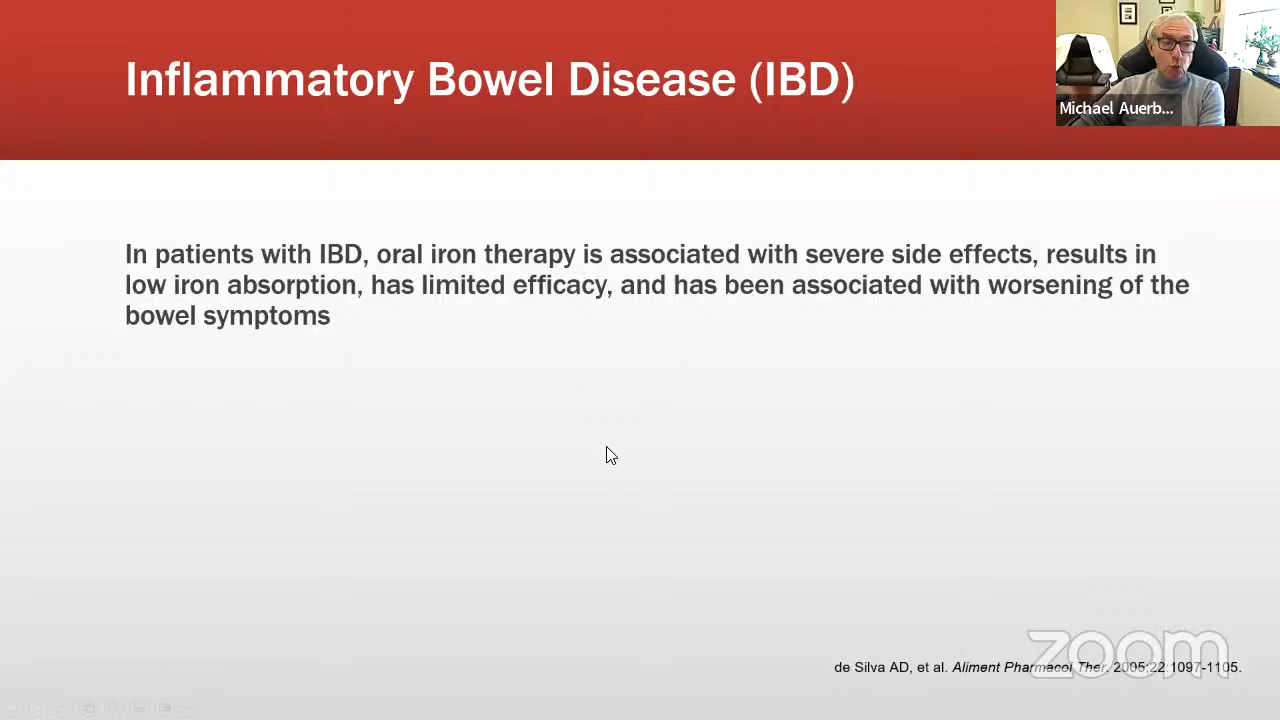 Inflammatory Bowel Disease (IBD)
Michael Auerb...
In patients with IBD, oral iron therapy is associated with severe side effects, results in
low iron absorption, has limited efficacy, and has been associated with worsening of the
bowel symptoms
zoom
de Silva AD, et al. Aliment Pharmacol Ther. 2005;22:1097-1105.